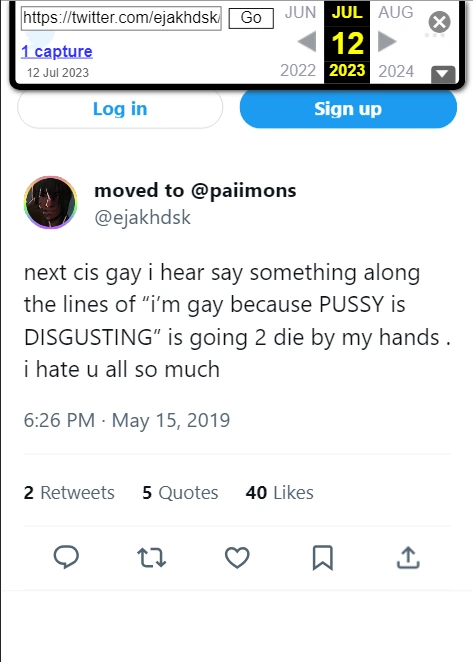 https://twitter.com/ejakhdsk/ Go JUN JUL AUG
1 capture 12
12 Jul 2023 2022 2023 2024
Log in Sign up
moved to @paiimons
@ejakhdsk
next cis gay i hear say something along
the lines of “i’m gay because PUSSY is
DISGUSTING” is going 2 die by my hands .
i hate u all so much
6:26 PM · May 15, 2019
2 Retweets 5 Quotes 40 Likes